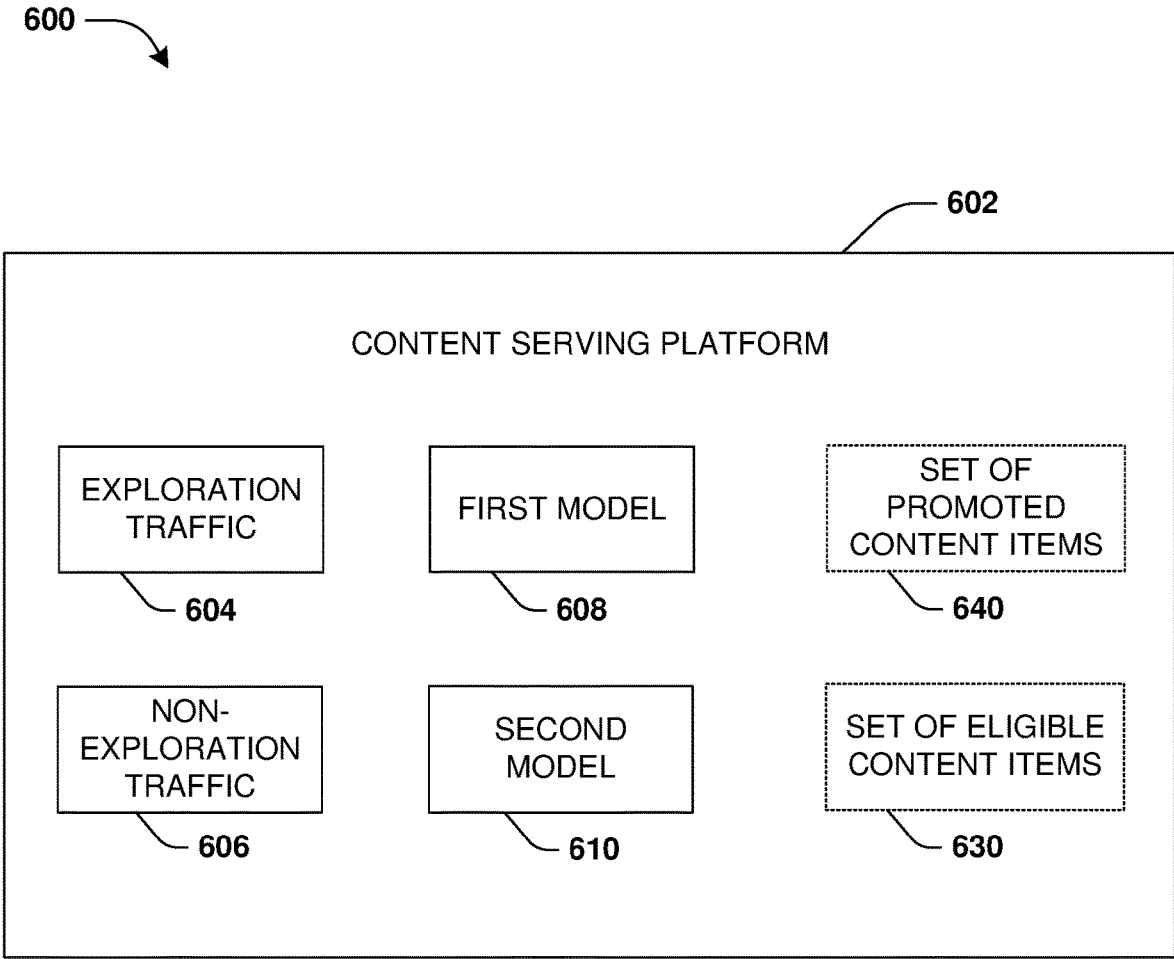 600
602
CONTENT SERVING PLATFORM
EXPLORATION
TRAFFIC
604
FIRST MODEL
608
SET OF
PROMOTED
CONTENT ITEMS
640
NON-
EXPLORATION
TRAFFIC
606
SECOND
MODEL
610
SET OF ELIGIBLE
CONTENT ITEMS
630